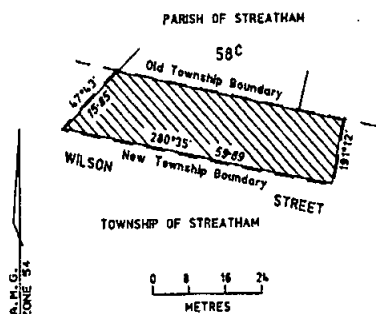 PARISH OF STREATHAM
58C
Old Township Boundary
47°43'
15·85
280°35' 59·89
191°12'
WILSON New Township Boundary STREET
TOWNSHIP OF STREATHAM
A.M.G.
ZONE 54
0 8 16 24
METRES